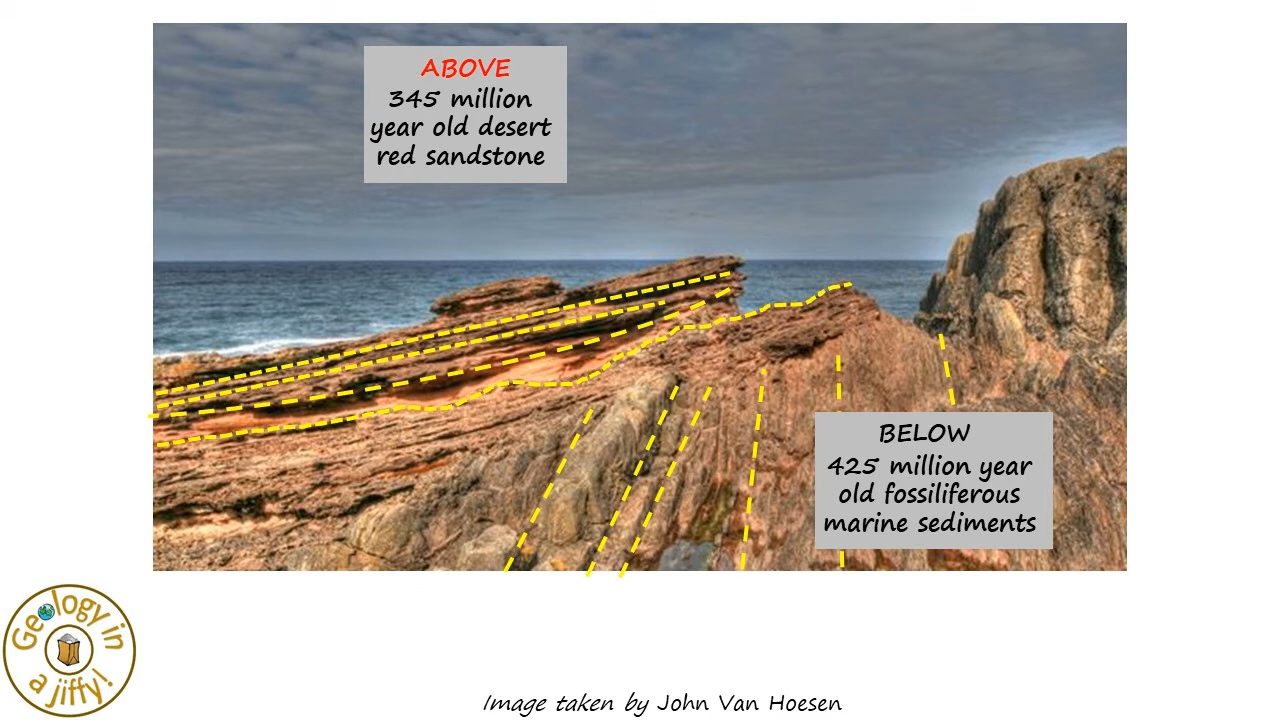 ABOVE
345 million
year old desert
red sandstone
BELOW
425 million year
old fossiliferous
marine sediments
Geology in
a jiffy!
Image taken by John Van Hoesen